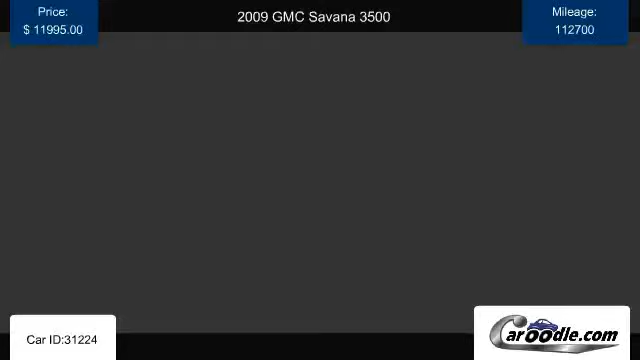 Price:
$ 11995.00
2009 GMC Savana 3500
Mileage:
112700
Car ID:31224
Caroodle.com